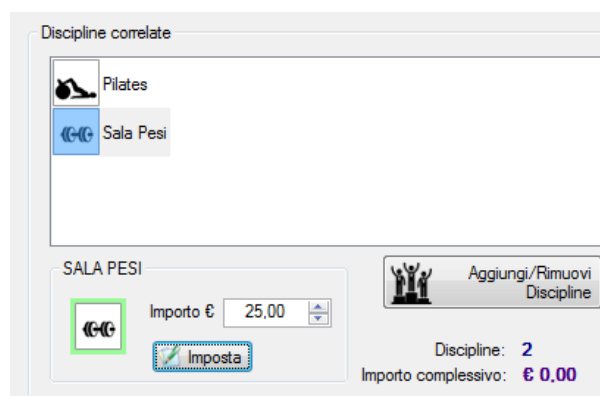 Discipline correlate
Pilates
Sala Pesi
SALA PESI
Importo € 25,00
Imposta
Aggiungi/Rimuovi
Discipline
Discipline: 2
Importo complessivo: € 0,00